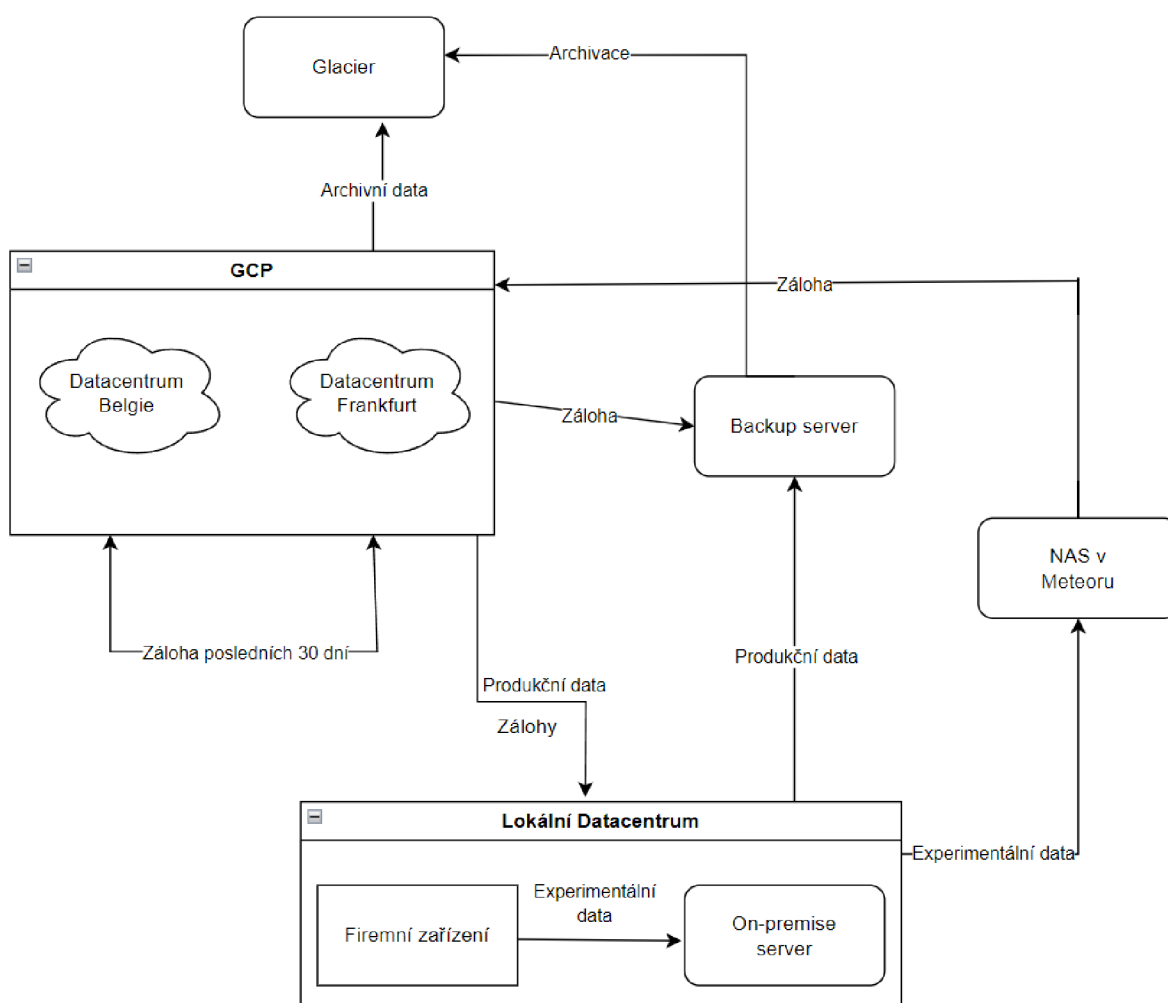 Glacier
Archivace
Archivní data
GCP
Záloha
Datacentrum
Belgie
Datacentrum
Frankfurt
Záloha
Backup server
NAS v
Meteoru
Záloha posledních 30 dní
Produkční data
Produkční data
Zálohy
Lokální Datacentrum
Experimentální data
Experimentální
data
Firemní zařízení
On-premise
server